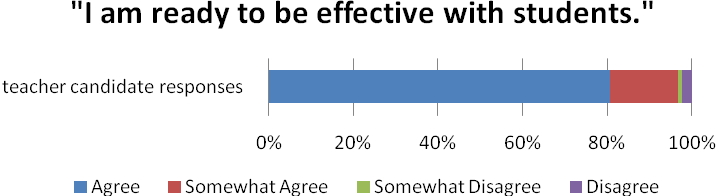 "I am ready to be effective with students."
teacher candidate responses
0% 20% 40% 60% 80% 100%
Agree Somewhat Agree Somewhat Disagree Disagree